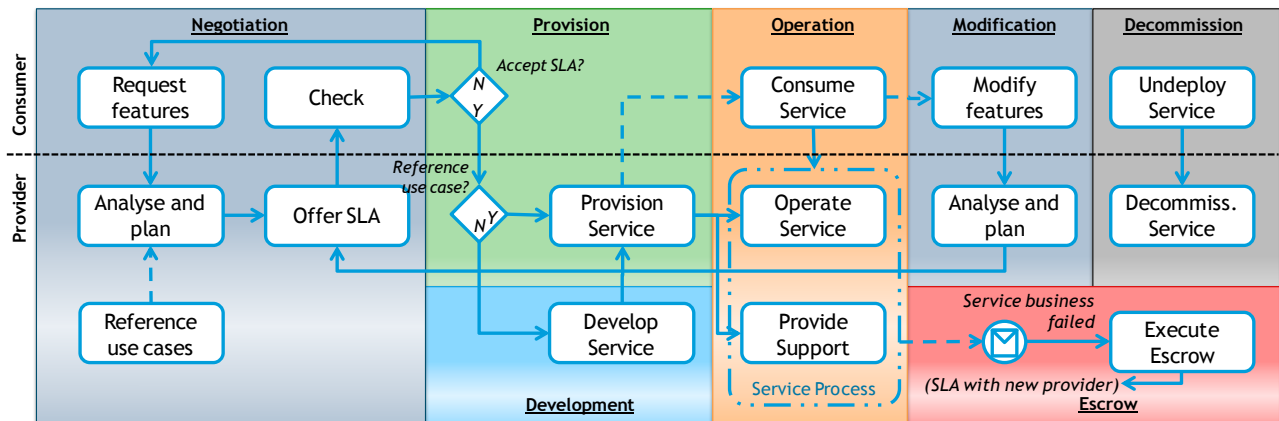 Negotiation
Provision
Operation
Modification
Decommission
Consumer
Provider
Request
features
Check
Accept SLA?
N
Y
Consume
Service
Modify
features
Undeploy
Service
Reference
use case?
Analyse and
plan
Offer SLA
Y
N
Provision
Service
Operate
Service
Analyse and
plan
Decommiss.
Service
Reference
use cases
Develop
Service
Provide
Support
Service business
failed
Execute
Escrow
Service Process
(SLA with new provider)
Development
Escrow